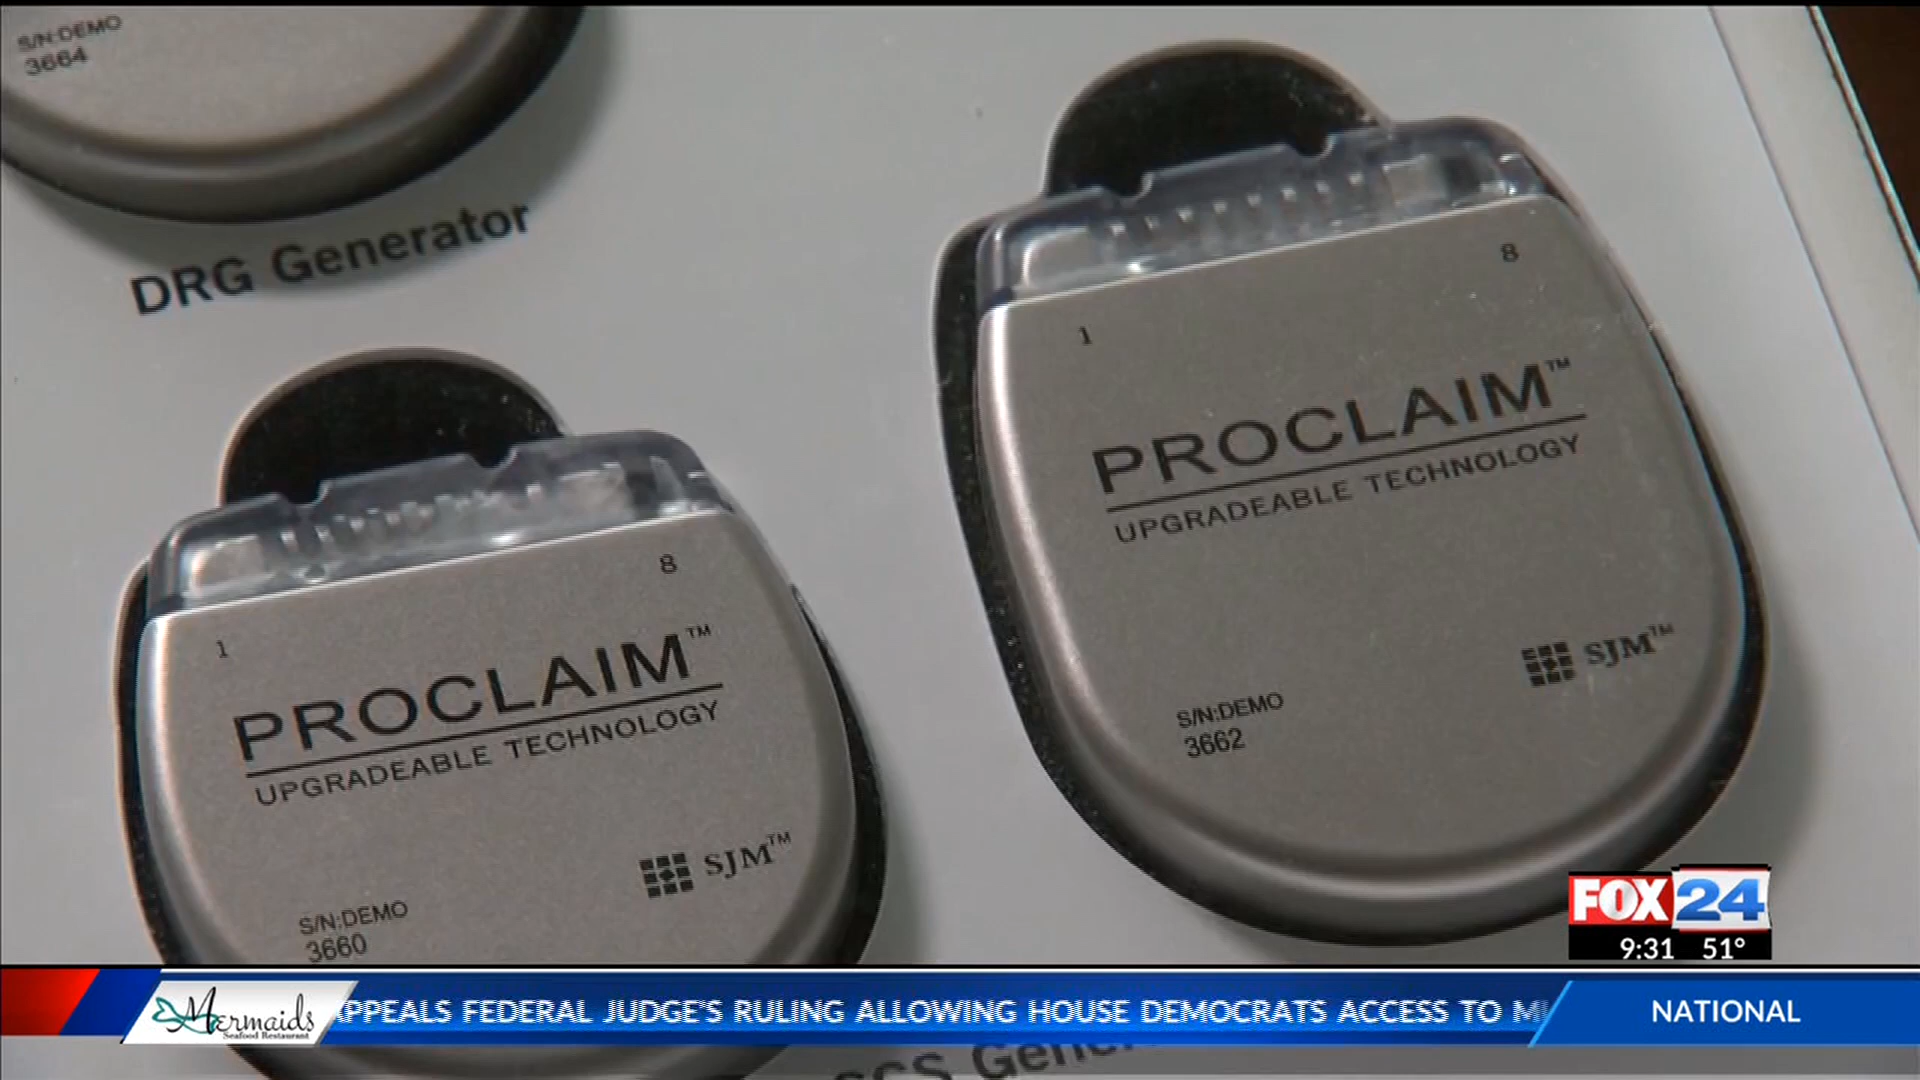 S/N:DEMO
3664
DRG Generator
1
8
PROCLAIM™
UPGRADEABLE TECHNOLOGY
SJM™
S/N:DEMO
3662
1
8
PROCLAIM™
UPGRADEABLE TECHNOLOGY
SJM™
S/N:DEMO
3660
FOX 24
9:31 51°
Mermaids
Seafood Restaurant
PPEALS FEDERAL JUDGE'S RULING ALLOWING HOUSE DEMOCRATS ACCESS TO
NATIONAL
SCS Gene